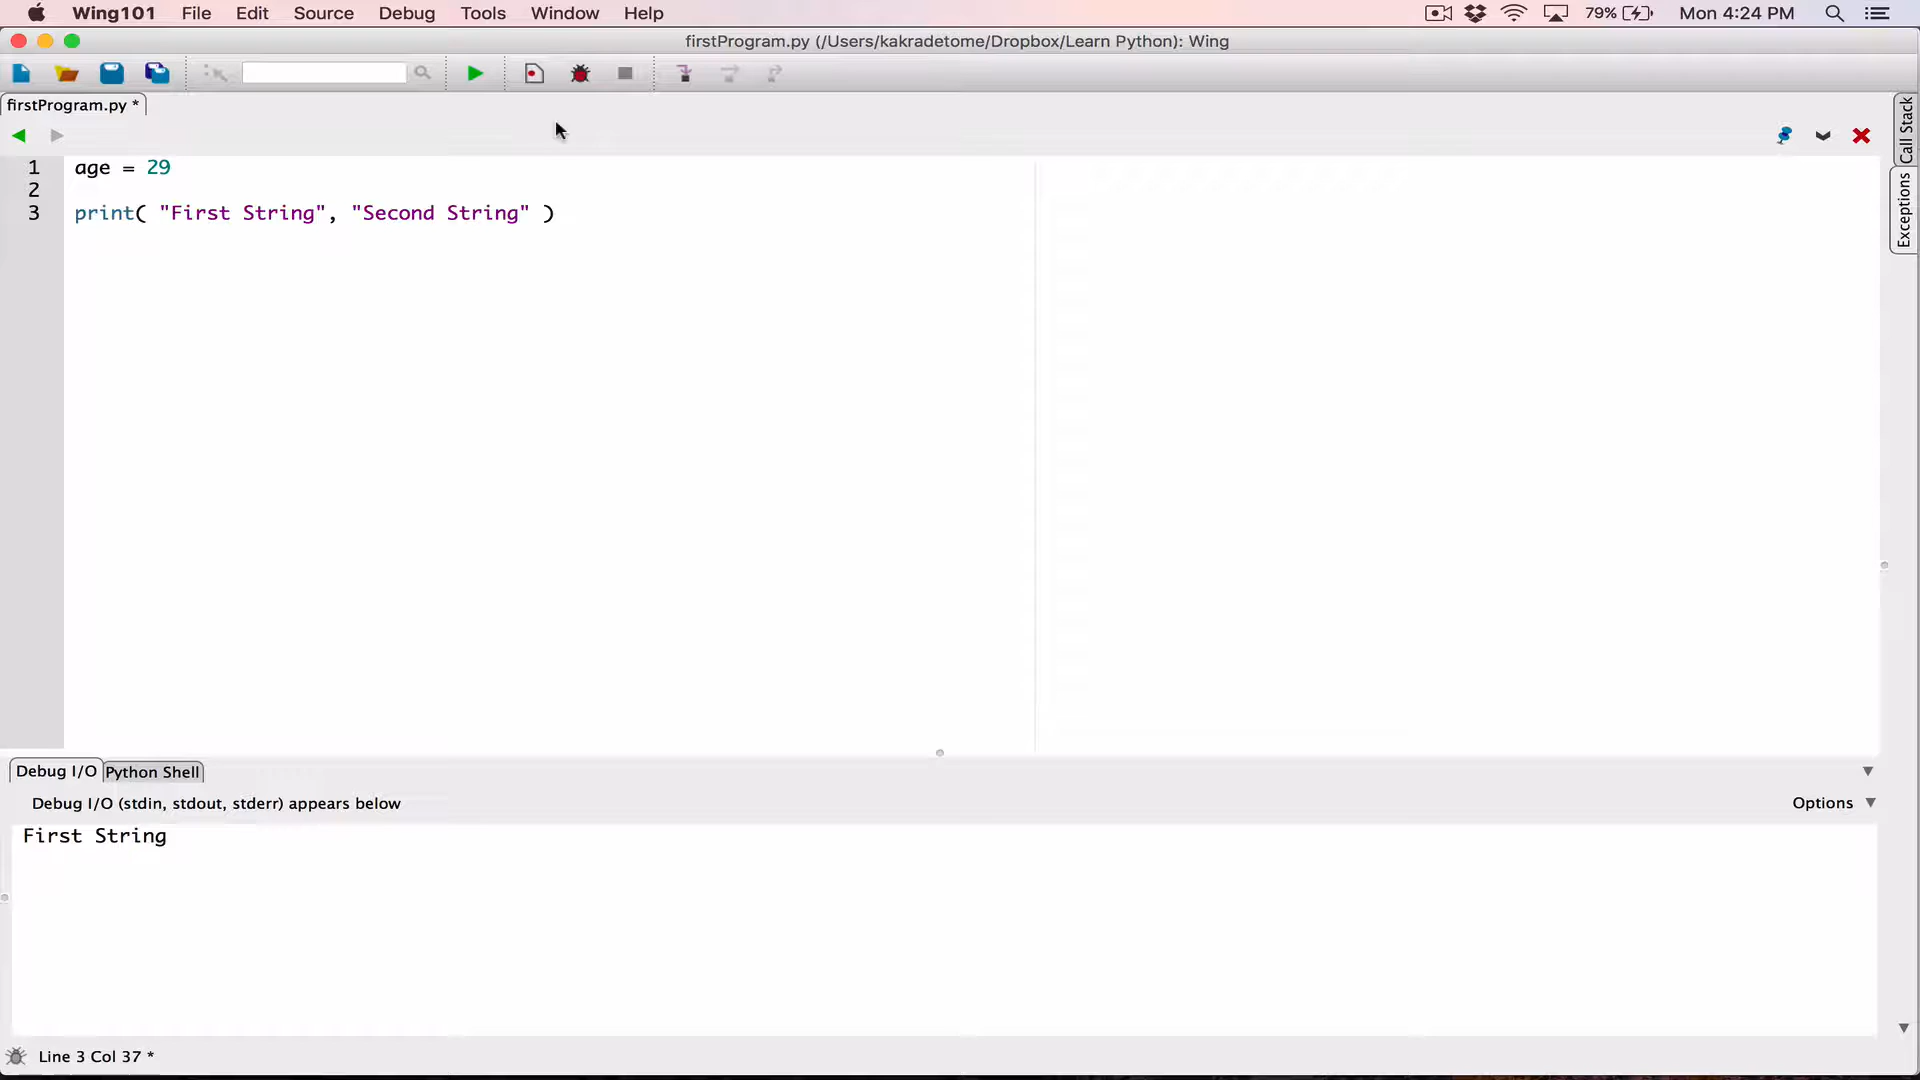 Wing101 File Edit Source Debug Tools Window Help 79% Mon 4:24 PM
firstProgram.py (/Users/kakradetome/Dropbox/Learn Python): Wing
firstProgram.py *
Call Stack
Exceptions
1 age = 29
2
3 print( "First String", "Second String" )
Debug I/O Python Shell
Debug I/O (stdin, stdout, stderr) appears below Options
First String
Line 3 Col 37 *